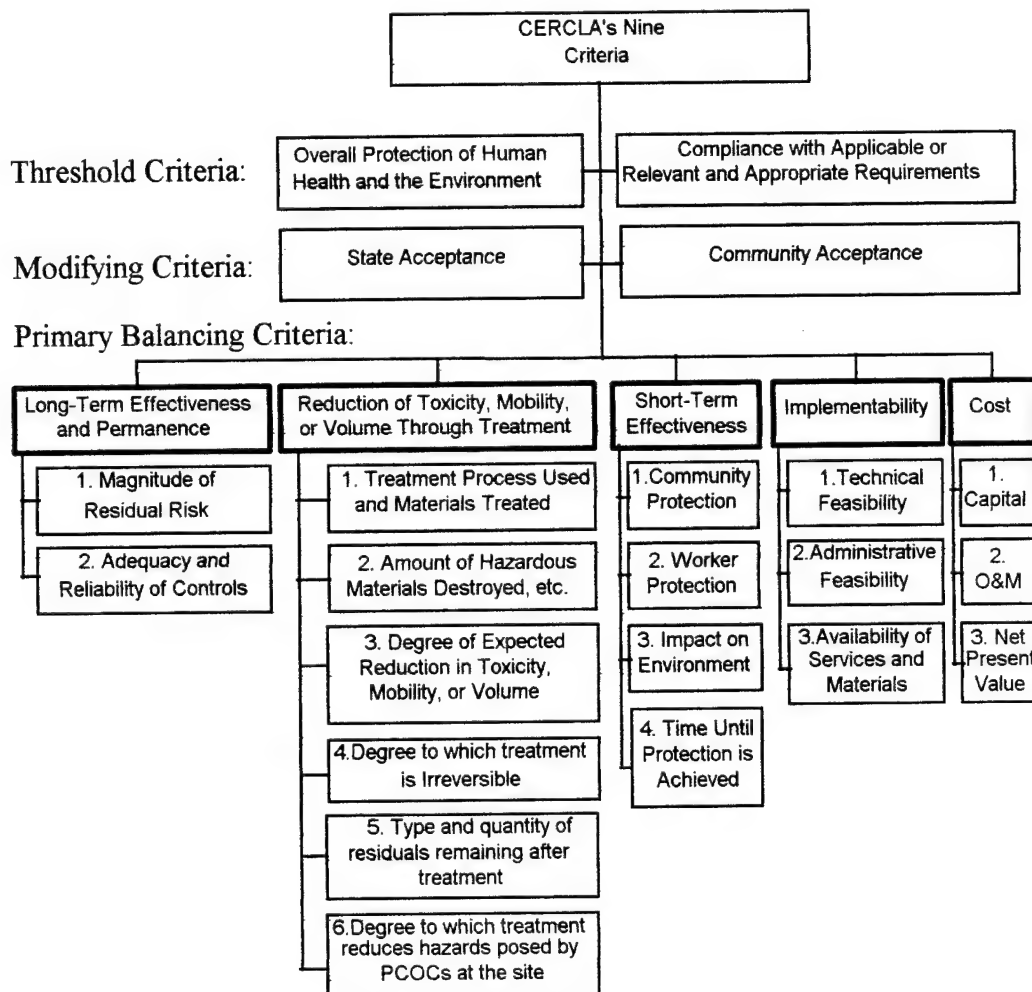 CERCLA's Nine
Criteria
Threshold Criteria:
Overall Protection of Human
Health and the Environment
Compliance with Applicable or
Relevant and Appropriate Requirements
Modifying Criteria:
State Acceptance
Community Acceptance
Primary Balancing Criteria:
Long-Term Effectiveness
and Permanence
1. Magnitude of
Residual Risk
2. Adequacy and
Reliability of Controls
Reduction of Toxicity, Mobility,
or Volume Through Treatment
1. Treatment Process Used
and Materials Treated
2. Amount of Hazardous
Materials Destroyed, etc.
3. Degree of Expected
Reduction in Toxicity,
Mobility, or Volume
4.Degree to which treatment
is Irreversible
5. Type and quantity of
residuals remaining after
treatment
6.Degree to which treatment
reduces hazards posed by
PCOCs at the site
Short-Term
Effectiveness
1.Community
Protection
2. Worker
Protection
3. Impact on
Environment
4. Time Until
Protection is
Achieved
Implementability
1.Technical
Feasibility
2.Administrative
Feasibility
3.Availability of
Services and
Materials
Cost
1.
Capital
2.
O&M
3. Net
Present
Value